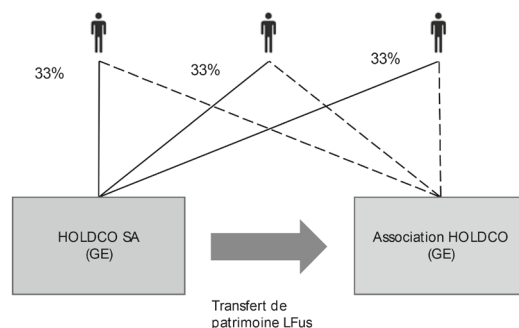 33%
33%
33%
HOLDCO SA
(GE)
Association HOLDCO
(GE)
Transfert de
patrimoine LFus